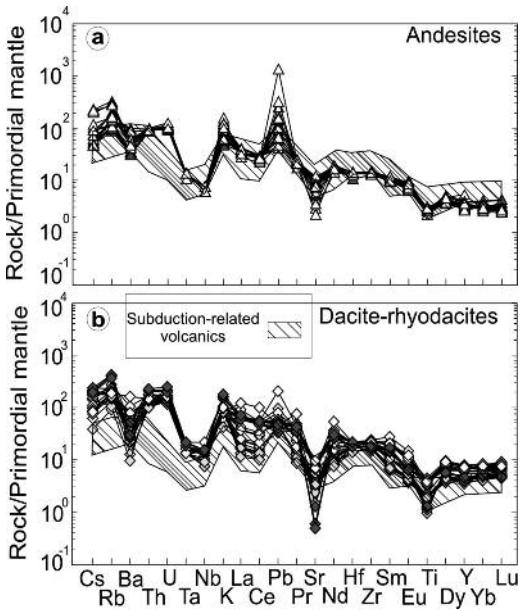 a Andesites
Rock/Primordial mantle
10⁴
10³
10²
10¹
10⁰
10⁻¹
b Dacite-rhyodacites
Subduction-related
volcanics
Rock/Primordial mantle
10⁴
10³
10²
10¹
10⁰
10¹
Cs Ba U Nb La Pb Sr Hf Sm Ti Y Lu
Rb Th Ta K Ce Pr Nd Zr Eu Dy Yb